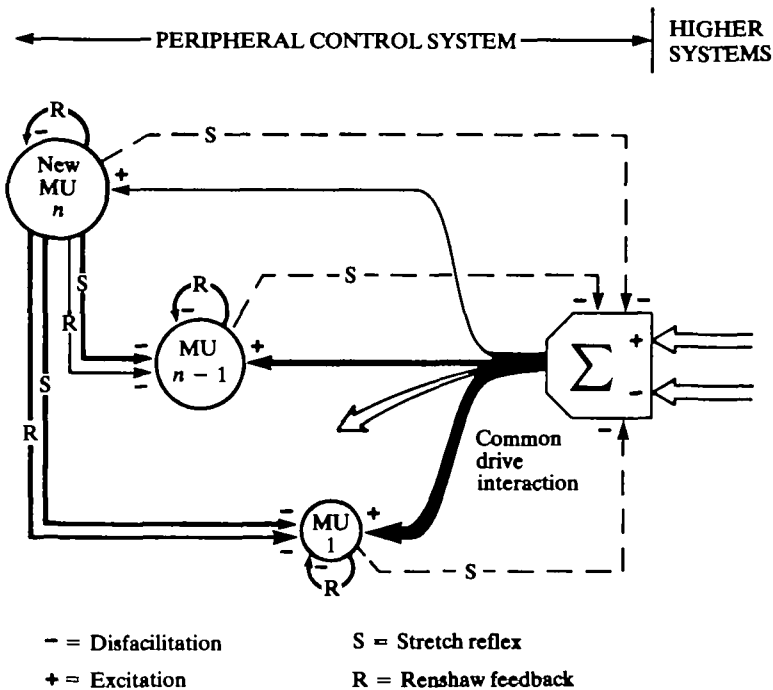 PERIPHERAL CONTROL SYSTEM
HIGHER
SYSTEMS
R
-
New
MU
n
+
S
R
-
MU
n − 1
+
S
S
R
-
-
S
R
- -
Σ
+
-
-
Common
drive
interaction
-
-
MU
1
+
-
R
S
− = Disfacilitation
S = Stretch reflex
+ = Excitation
R = Renshaw feedback